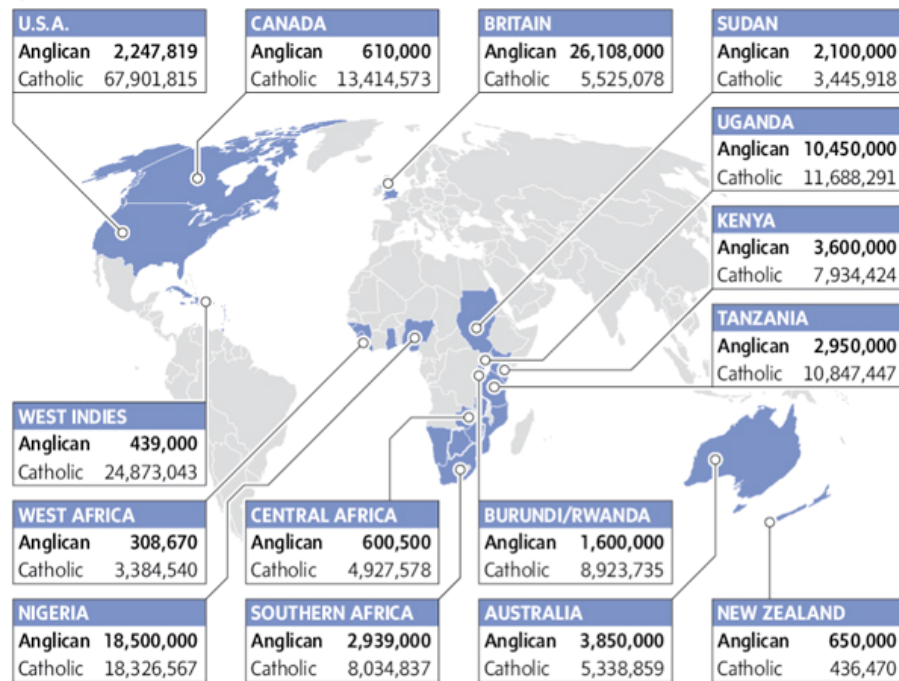 U.S.A.
Anglican 2,247,819
Catholic 67,901,815
CANADA
Anglican 610,000
Catholic 13,414,573
BRITAIN
Anglican 26,108,000
Catholic 5,525,078
SUDAN
Anglican 2,100,000
Catholic 3,445,918
UGANDA
Anglican 10,450,000
Catholic 11,688,291
KENYA
Anglican 3,600,000
Catholic 7,934,424
TANZANIA
Anglican 2,950,000
Catholic 10,847,447
WEST INDIES
Anglican 439,000
Catholic 24,873,043
WEST AFRICA
Anglican 308,670
Catholic 3,384,540
CENTRAL AFRICA
Anglican 600,500
Catholic 4,927,578
BURUNDI/RWANDA
Anglican 1,600,000
Catholic 8,923,735
NIGERIA
Anglican 18,500,000
Catholic 18,326,567
SOUTHERN AFRICA
Anglican 2,939,000
Catholic 8,034,837
AUSTRALIA
Anglican 3,850,000
Catholic 5,338,859
NEW ZEALAND
Anglican 650,000
Catholic 436,470